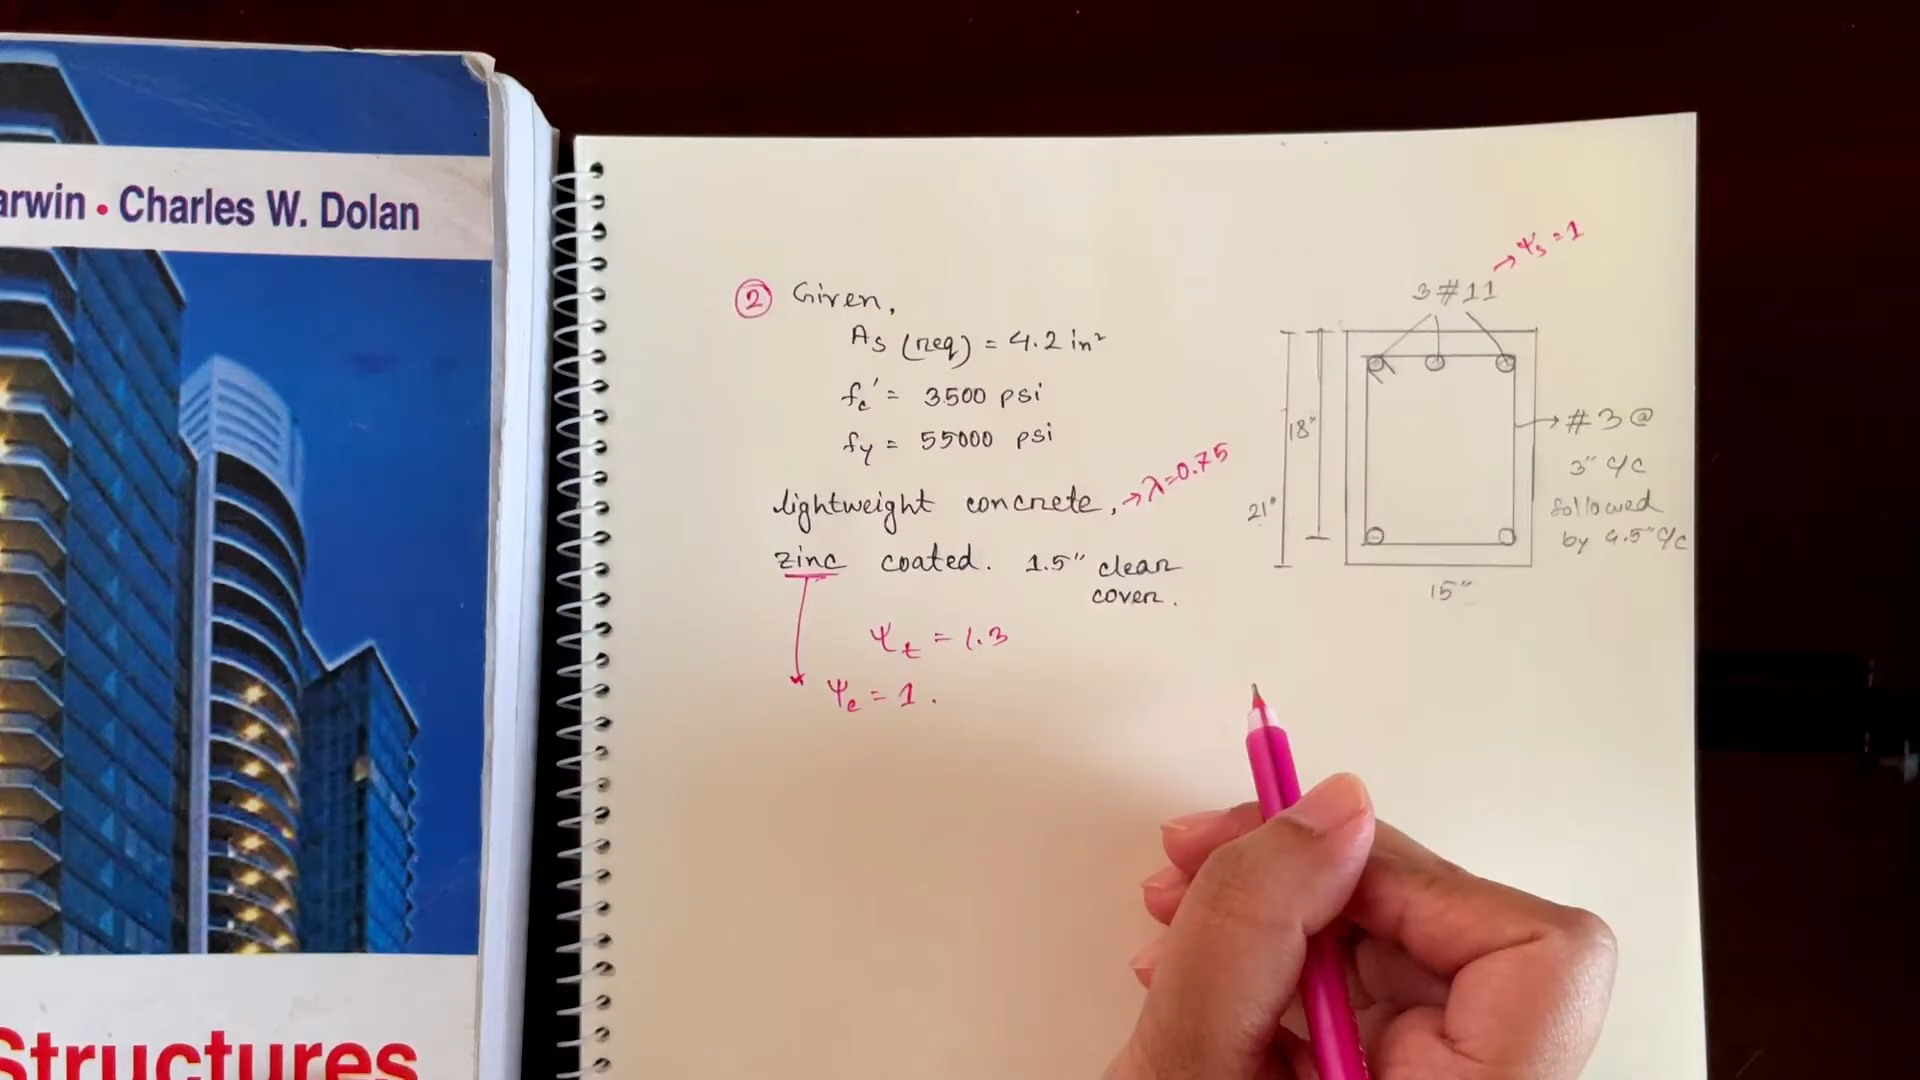 arwin • Charles W. Dolan
Structures
② Given,
As (req) = 4.2 in²
fc' = 3500 psi
fy = 55000 psi
lightweight concrete, → λ=0.75
zinc coated. 1.5" clear
cover.
Ψt = 1.3
Ψe = 1.
→ Ψs = 1
3#11
18"
21"
15"
→ #3 @
3" c/c
followed
by 4.5" c/c